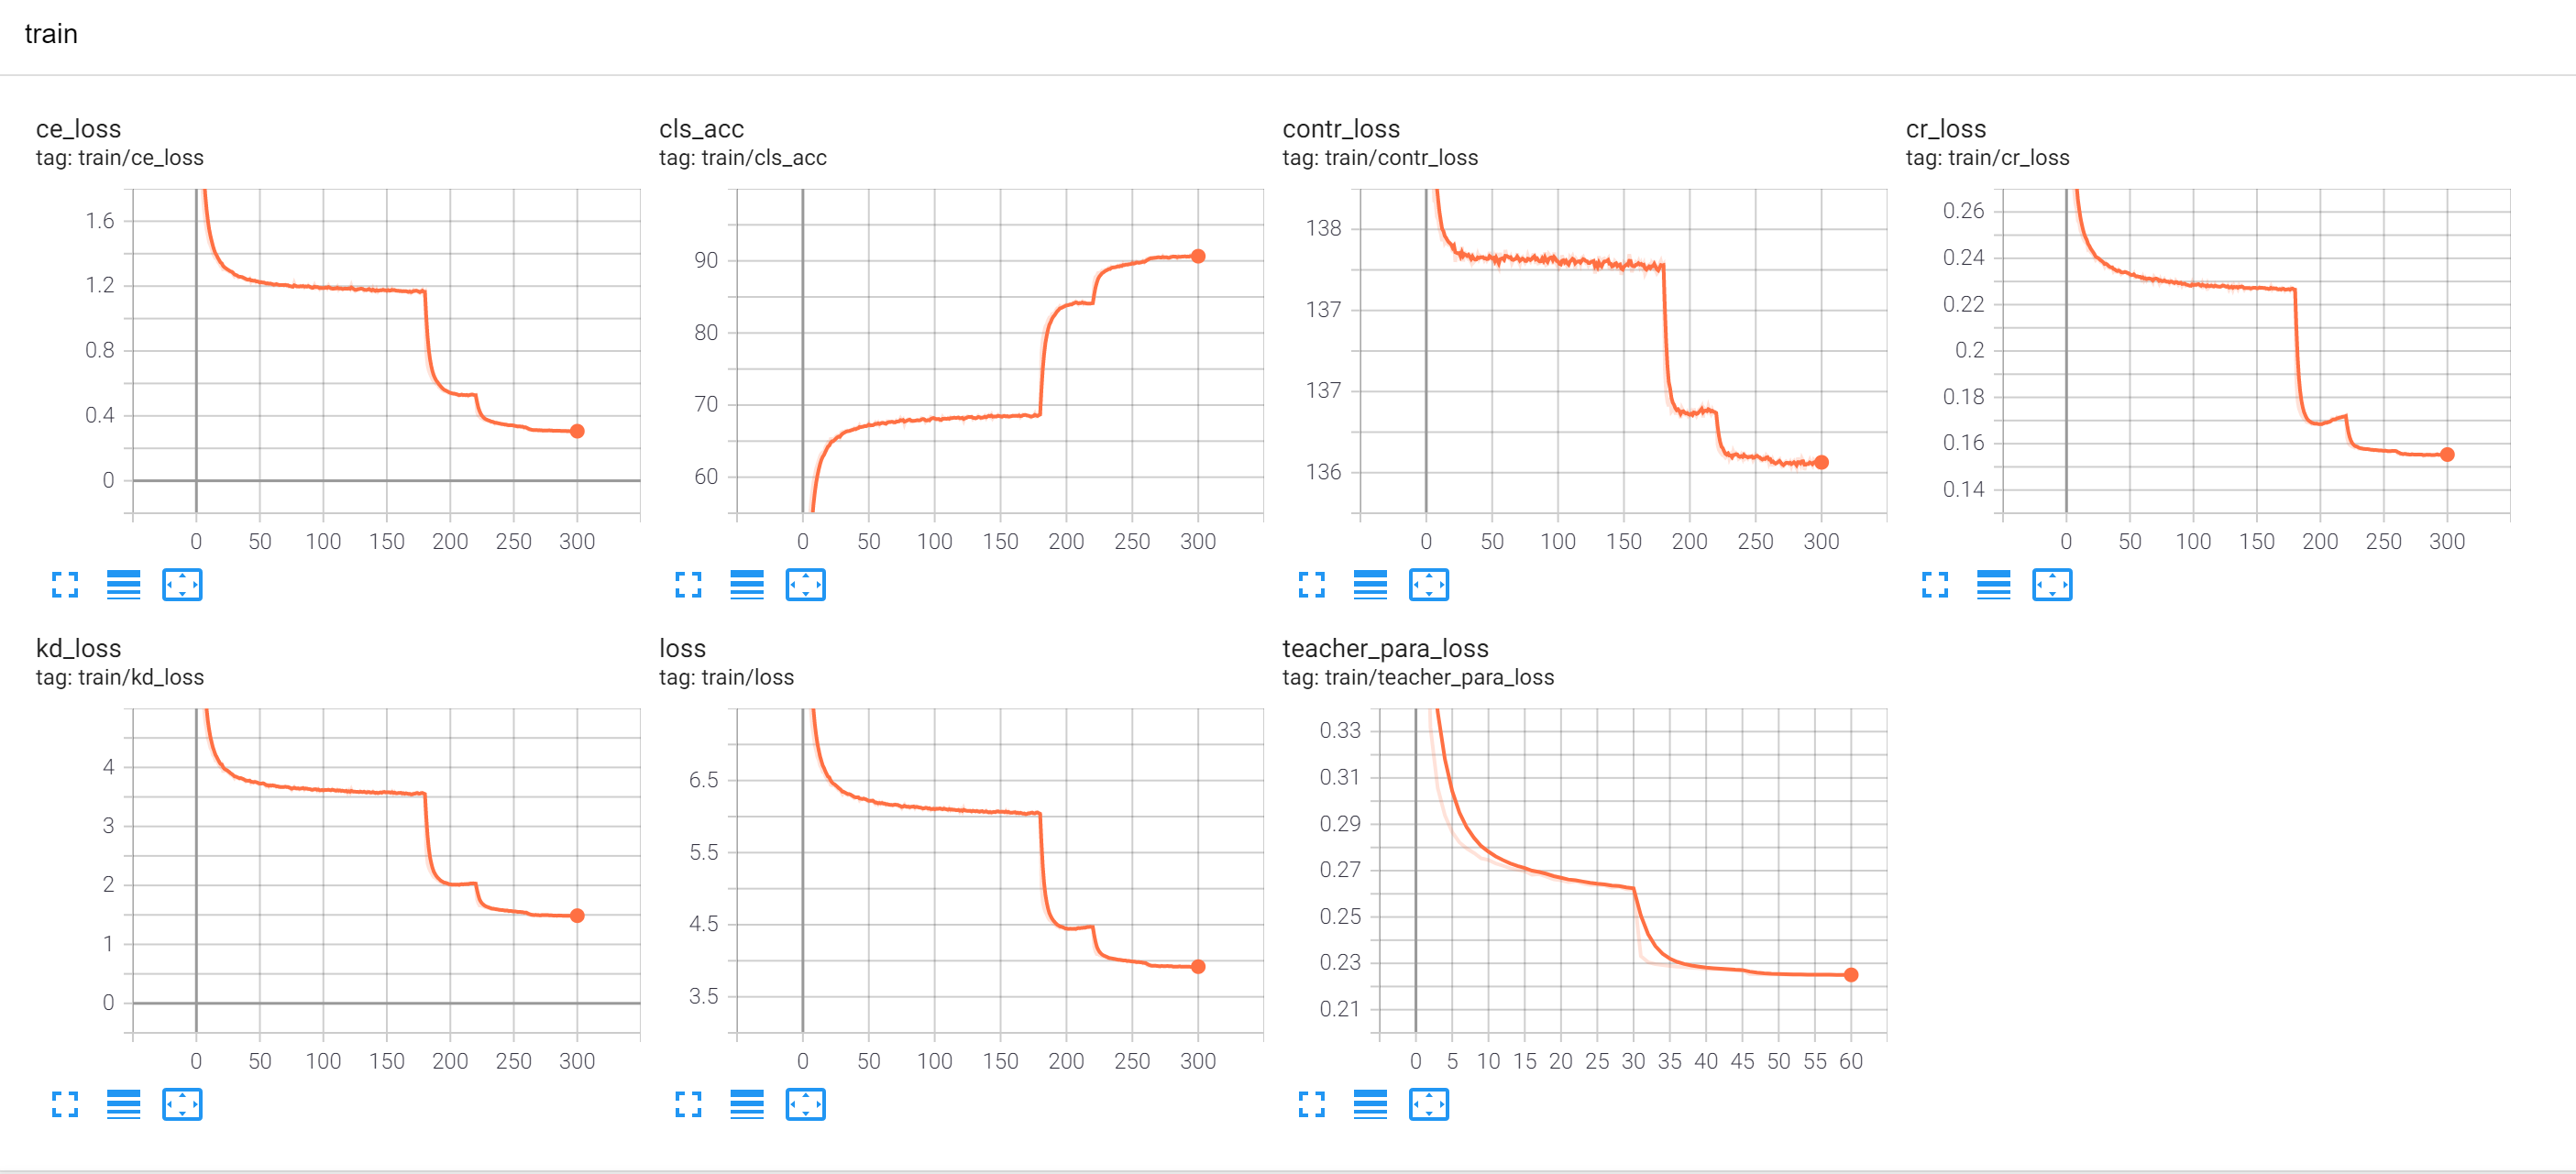 train
ce_loss
tag: train/ce_loss
1.6
1.2
0.8
0.4
0
0 50 100 150 200 250 300
cls_acc
tag: train/cls_acc
90
80
70
60
0 50 100 150 200 250 300
contr_loss
tag: train/contr_loss
138
137
137
136
0 50 100 150 200 250 300
cr_loss
tag: train/cr_loss
0.26
0.24
0.22
0.2
0.18
0.16
0.14
0 50 100 150 200 250 300
kd_loss
tag: train/kd_loss
4
3
2
1
0
0 50 100 150 200 250 300
loss
tag: train/loss
6.5
5.5
4.5
3.5
0 50 100 150 200 250 300
teacher_para_loss
tag: train/teacher_para_loss
0.33
0.31
0.29
0.27
0.25
0.23
0.21
0 5 10 15 20 25 30 35 40 45 50 55 60